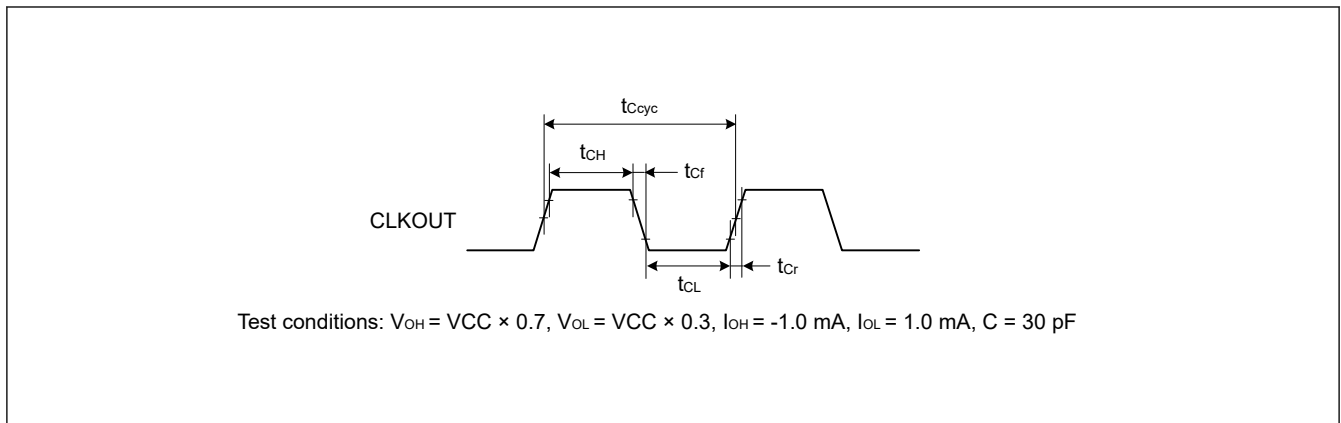 tCcyc
tCH
tCf
CLKOUT
tCr
tCL
Test conditions: VOH = VCC × 0.7, VOL = VCC × 0.3, IOH = -1.0 mA, IOL = 1.0 mA, C = 30 pF